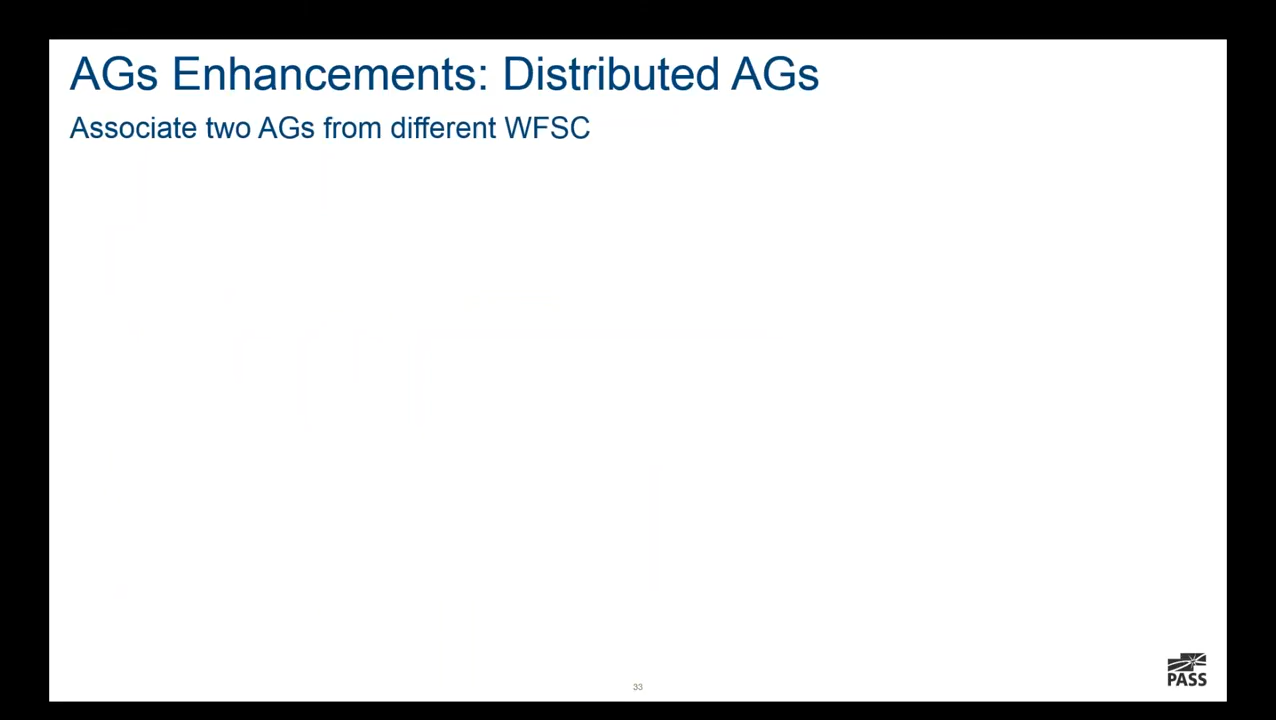 AGs Enhancements: Distributed AGs
Associate two AGs from different WFSC
33
PASS